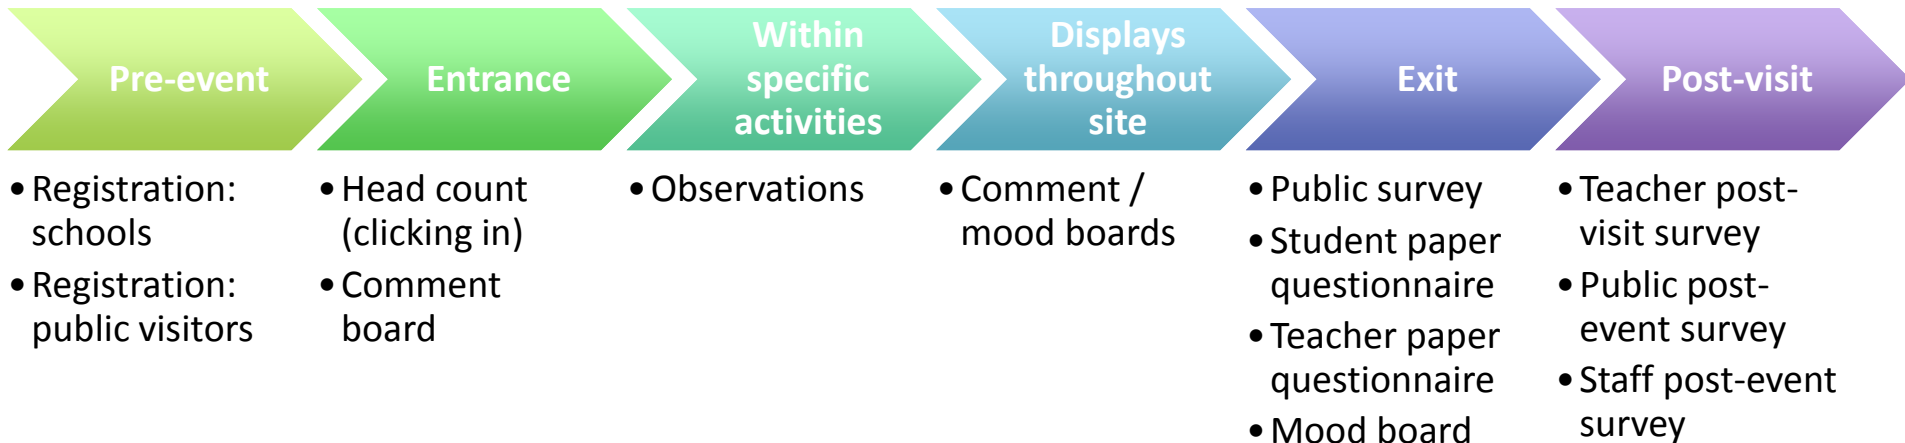 Pre-event
Entrance
Within
specific
activities
Displays
throughout
site
Exit
Post-visit
• Registration:
schools
• Registration:
public visitors
• Head count
(clicking in)
• Comment
board
• Observations
• Comment /
mood boards
• Public survey
• Student paper
questionnaire
• Teacher paper
questionnaire
• Mood board
• Teacher post-
visit survey
• Public post-
event survey
• Staff post-event
survey